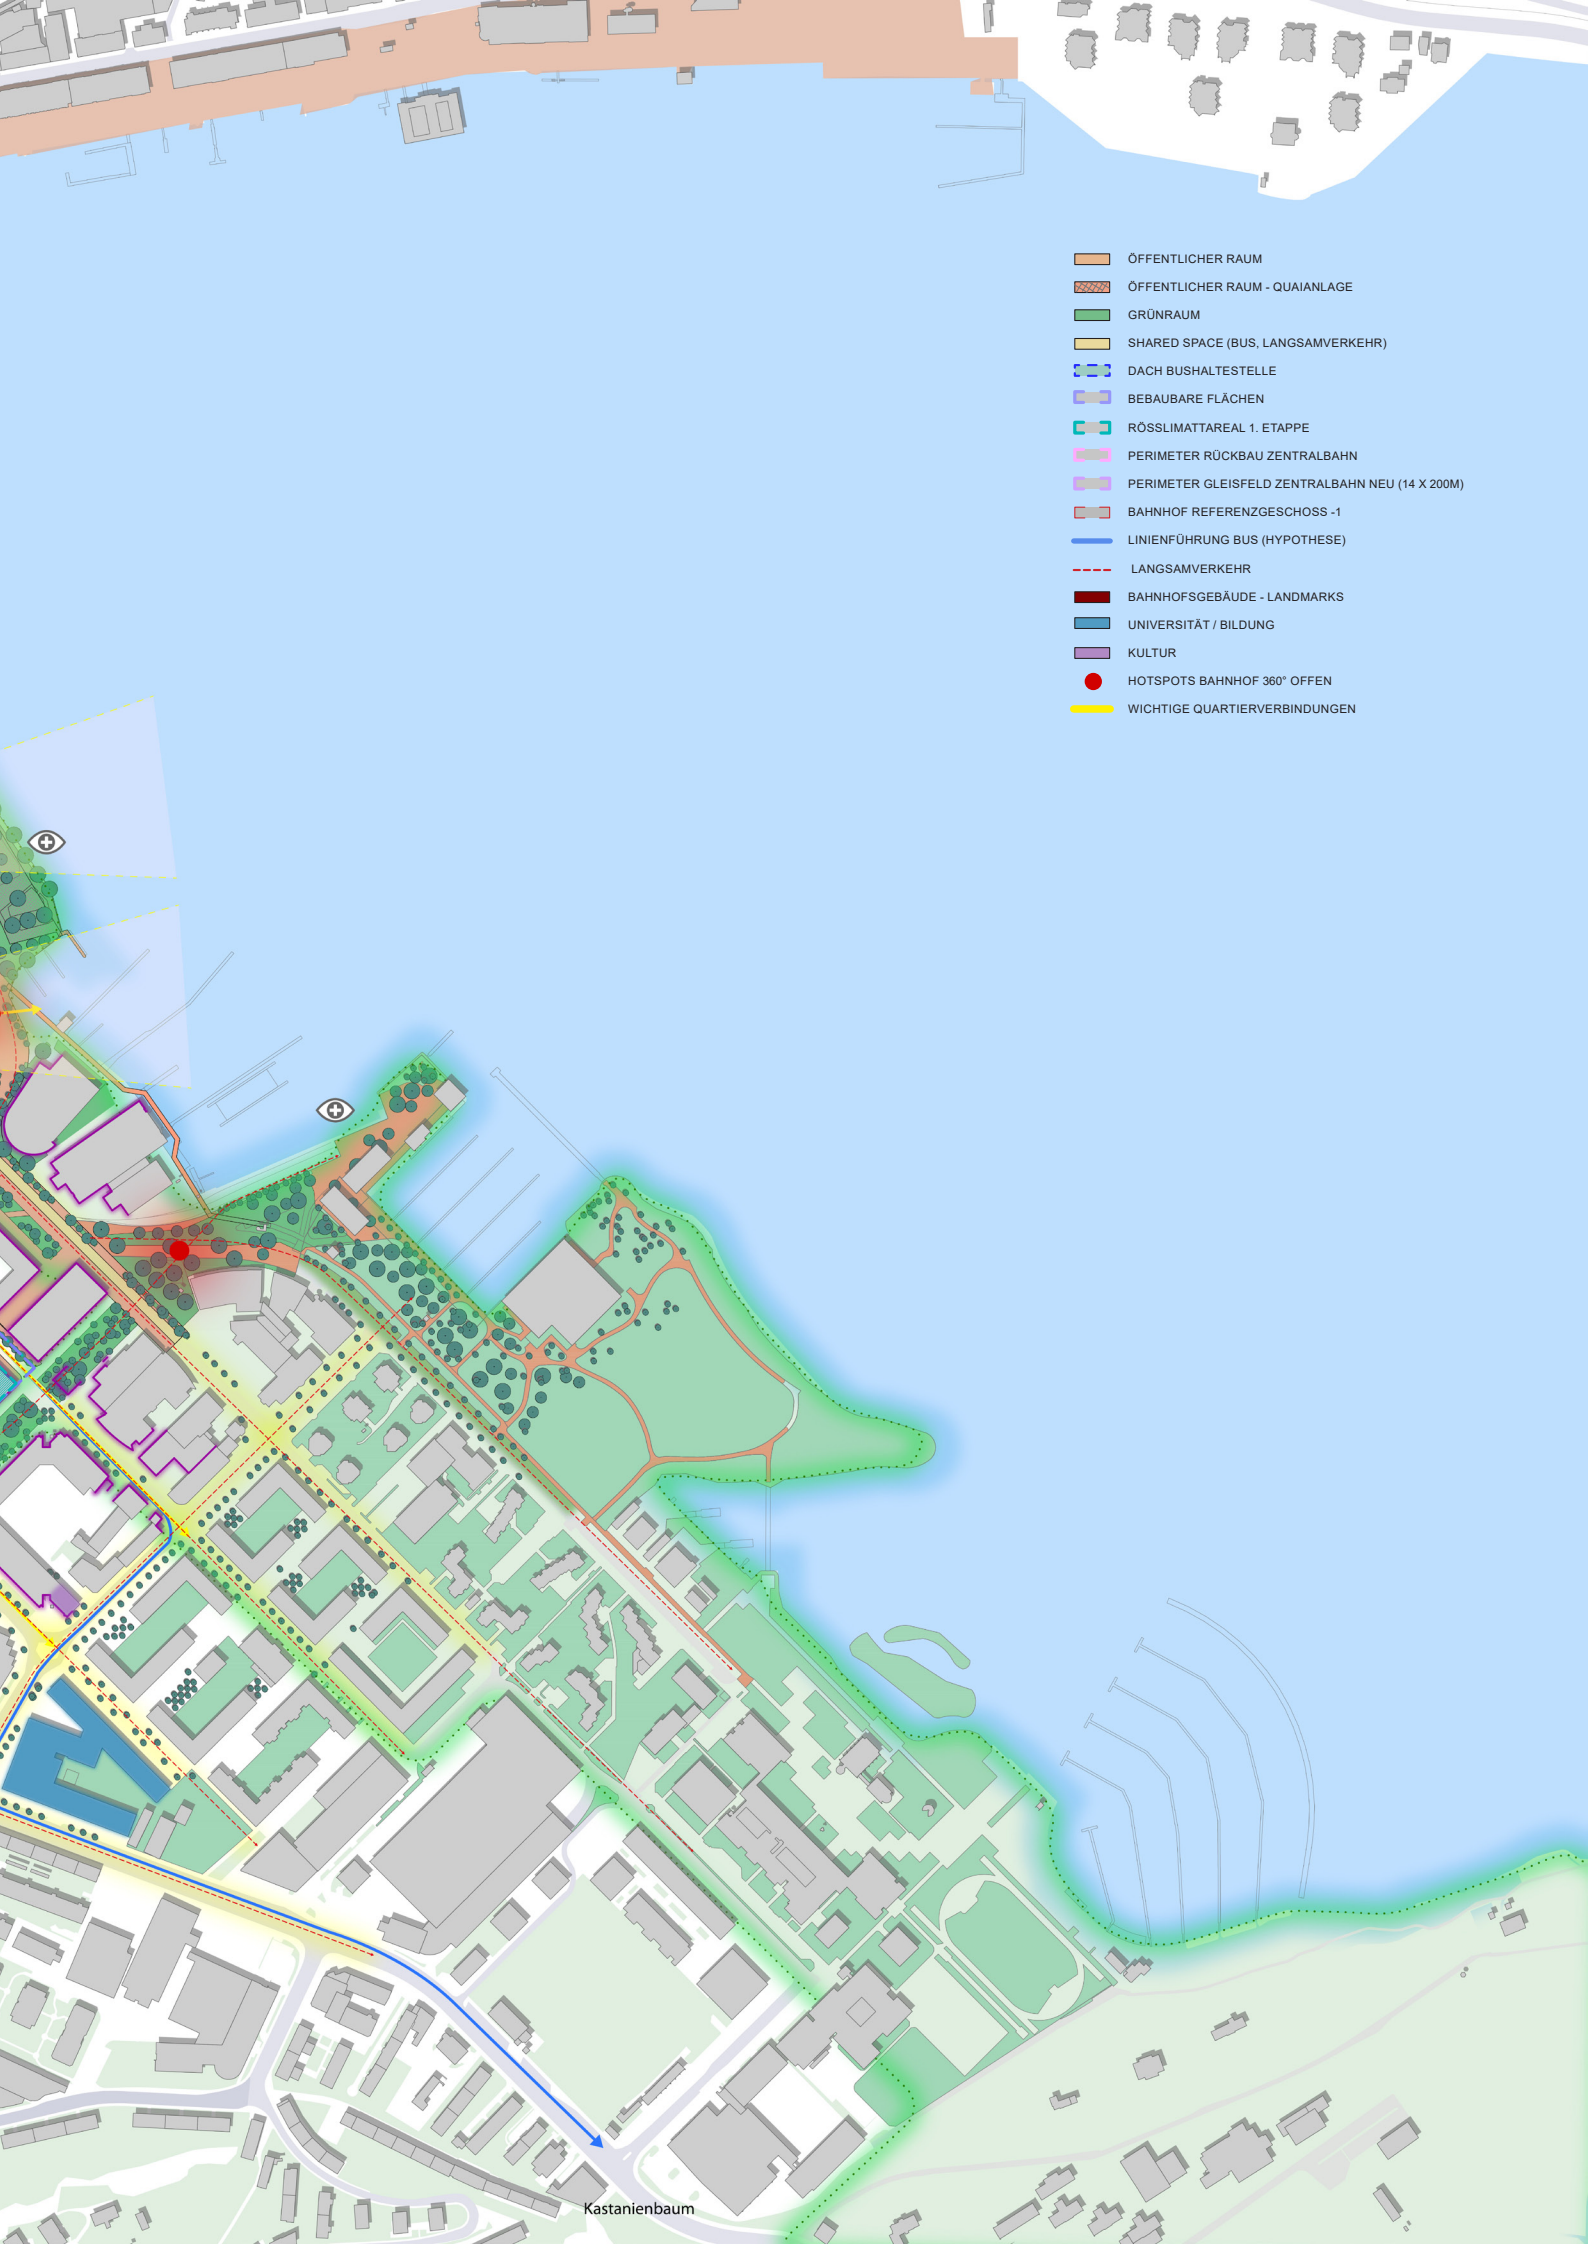 ÖFFENTLICHER RAUM
ÖFFENTLICHER RAUM - QUAIANLAGE
GRÜNRAUM
SHARED SPACE (BUS, LANGSAMVERKEHR)
DACH BUSHALTESTELLE
BEBAUBARE FLÄCHEN
RÖSSLIMATTAREAL 1. ETAPPE
PERIMETER RÜCKBAU ZENTRALBAHN
PERIMETER GLEISFELD ZENTRALBAHN NEU (14 X 200M)
BAHNHOF REFERENZGESCHOSS -1
LINIENFÜHRUNG BUS (HYPOTHESE)
LANGSAMVERKEHR
BAHNHOFSGEBÄUDE - LANDMARKS
UNIVERSITÄT / BILDUNG
KULTUR
HOTSPOTS BAHNHOF 360° OFFEN
WICHTIGE QUARTIERVERBINDUNGEN
Kastanienbaum